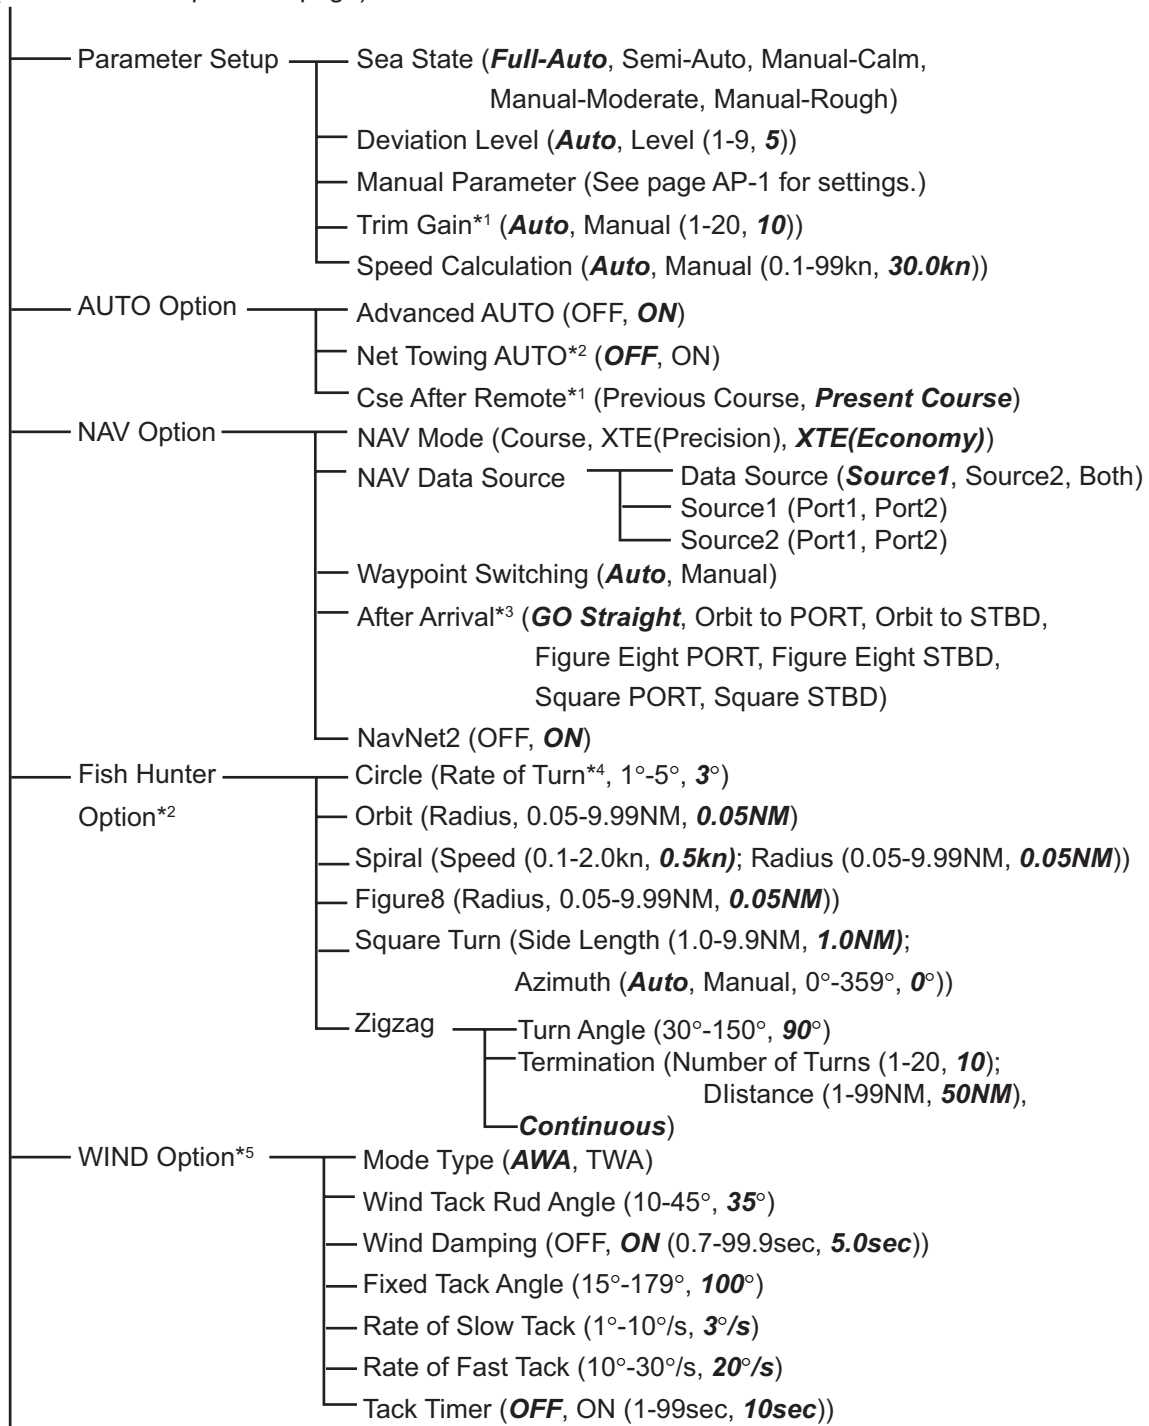 Parameter Setup Sea State (Full-Auto, Semi-Auto, Manual-Calm,
Manual-Moderate, Manual-Rough)
Deviation Level (Auto, Level (1-9, 5))
Manual Parameter (See page AP-1 for settings.)
Trim Gain*1 (Auto, Manual (1-20, 10))
Speed Calculation (Auto, Manual (0.1-99kn, 30.0kn))
AUTO Option Advanced AUTO (OFF, ON)
Net Towing AUTO*2 (OFF, ON)
Cse After Remote*1 (Previous Course, Present Course)
NAV Option NAV Mode (Course, XTE(Precision), XTE(Economy))
NAV Data Source Data Source (Source1, Source2, Both)
Source1 (Port1, Port2)
Source2 (Port1, Port2)
Waypoint Switching (Auto, Manual)
After Arrival*3 (GO Straight, Orbit to PORT, Orbit to STBD,
Figure Eight PORT, Figure Eight STBD,
Square PORT, Square STBD)
NavNet2 (OFF, ON)
Fish Hunter Circle (Rate of Turn*4, 1°-5°, 3°)
Option*2 Orbit (Radius, 0.05-9.99NM, 0.05NM)
Spiral (Speed (0.1-2.0kn, 0.5kn); Radius (0.05-9.99NM, 0.05NM))
Figure8 (Radius, 0.05-9.99NM, 0.05NM))
Square Turn (Side Length (1.0-9.9NM, 1.0NM);
Azimuth (Auto, Manual, 0°-359°, 0°))
Zigzag Turn Angle (30°-150°, 90°)
Termination (Number of Turns (1-20, 10);
DIistance (1-99NM, 50NM),
Continuous)
WIND Option*5 Mode Type (AWA, TWA)
Wind Tack Rud Angle (10-45°, 35°)
Wind Damping (OFF, ON (0.7-99.9sec, 5.0sec))
Fixed Tack Angle (15°-179°, 100°)
Rate of Slow Tack (1°-10°/s, 3°/s)
Rate of Fast Tack (10°-30°/s, 20°/s)
Tack Timer (OFF, ON (1-99sec, 10sec))